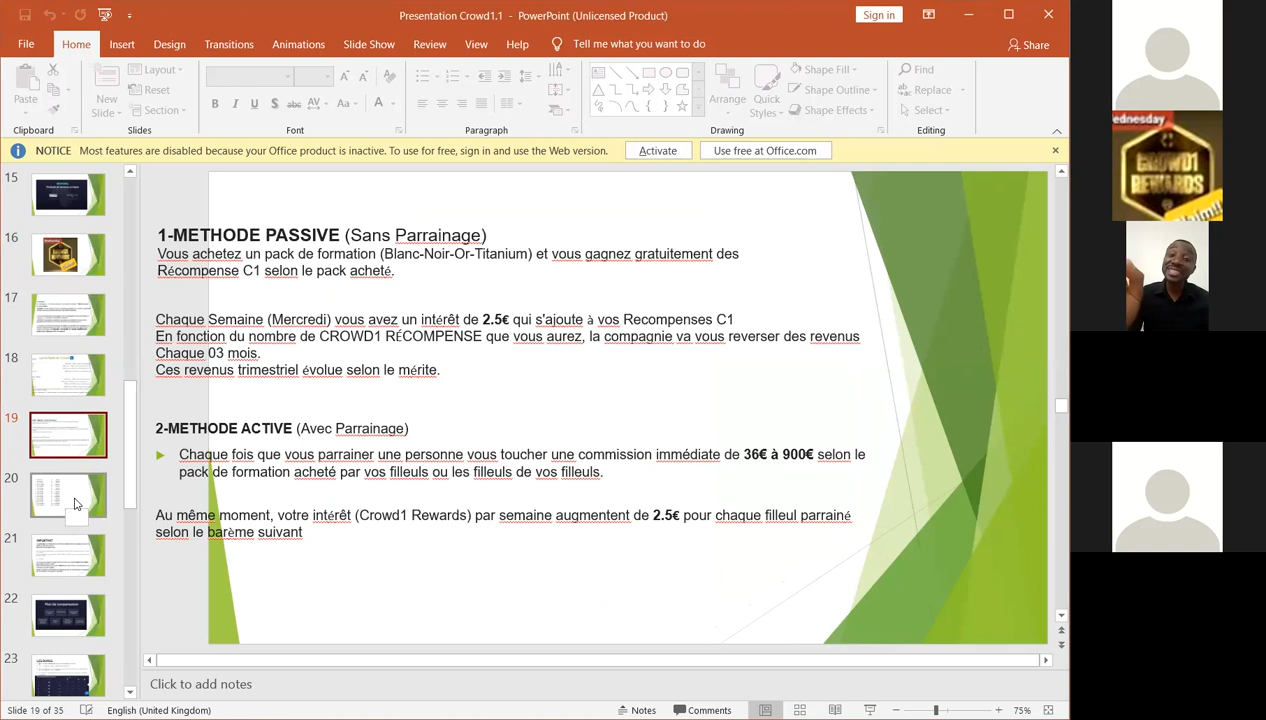 Presentation Crowd1.1 - PowerPoint (Unlicensed Product)
Sign in
File Home Insert Design Transitions Animations Slide Show Review View Help Tell me what you want to do Share
Paste
New Slide
Layout
Reset
Section
B I U S abc AV Aa A
Arrange
Quick Styles
Shape Fill
Shape Outline
Shape Effects
Find
Replace
Select
Clipboard Slides Font Paragraph Drawing Editing
NOTICE Most features are disabled because your Office product is inactive. To use for free, sign in and use the Web version. Activate Use free at Office.com
15
16
17
18
19
20
21
22
23
1-METHODE PASSIVE (Sans Parrainage)
Vous achetez un pack de formation (Blanc-Noir-Or-Titanium) et vous gagnez gratuitement des
Récompense C1 selon le pack acheté.
Chaque Semaine (Mercredi) vous avez un intérêt de 2.5€ qui s'ajoute à vos Recompenses C1
En fonction du nombre de CROWD1 RÉCOMPENSE que vous aurez, la compagnie va vous reverser des revenus
Chaque 03 mois.
Ces revenus trimestriel évolue selon le mérite.
2-METHODE ACTIVE (Avec Parrainage)
Chaque fois que vous parrainer une personne vous toucher une commission immédiate de 36€ à 900€ selon le
pack de formation acheté par vos filleuls ou les filleuls de vos filleuls.
Au même moment, votre intérêt (Crowd1 Rewards) par semaine augmentent de 2.5€ pour chaque filleul parrainé
selon le barème suivant
Click to add notes
Slide 19 of 35 English (United Kingdom) Notes Comments 75%
ednesday
CROWD1
REWARDS